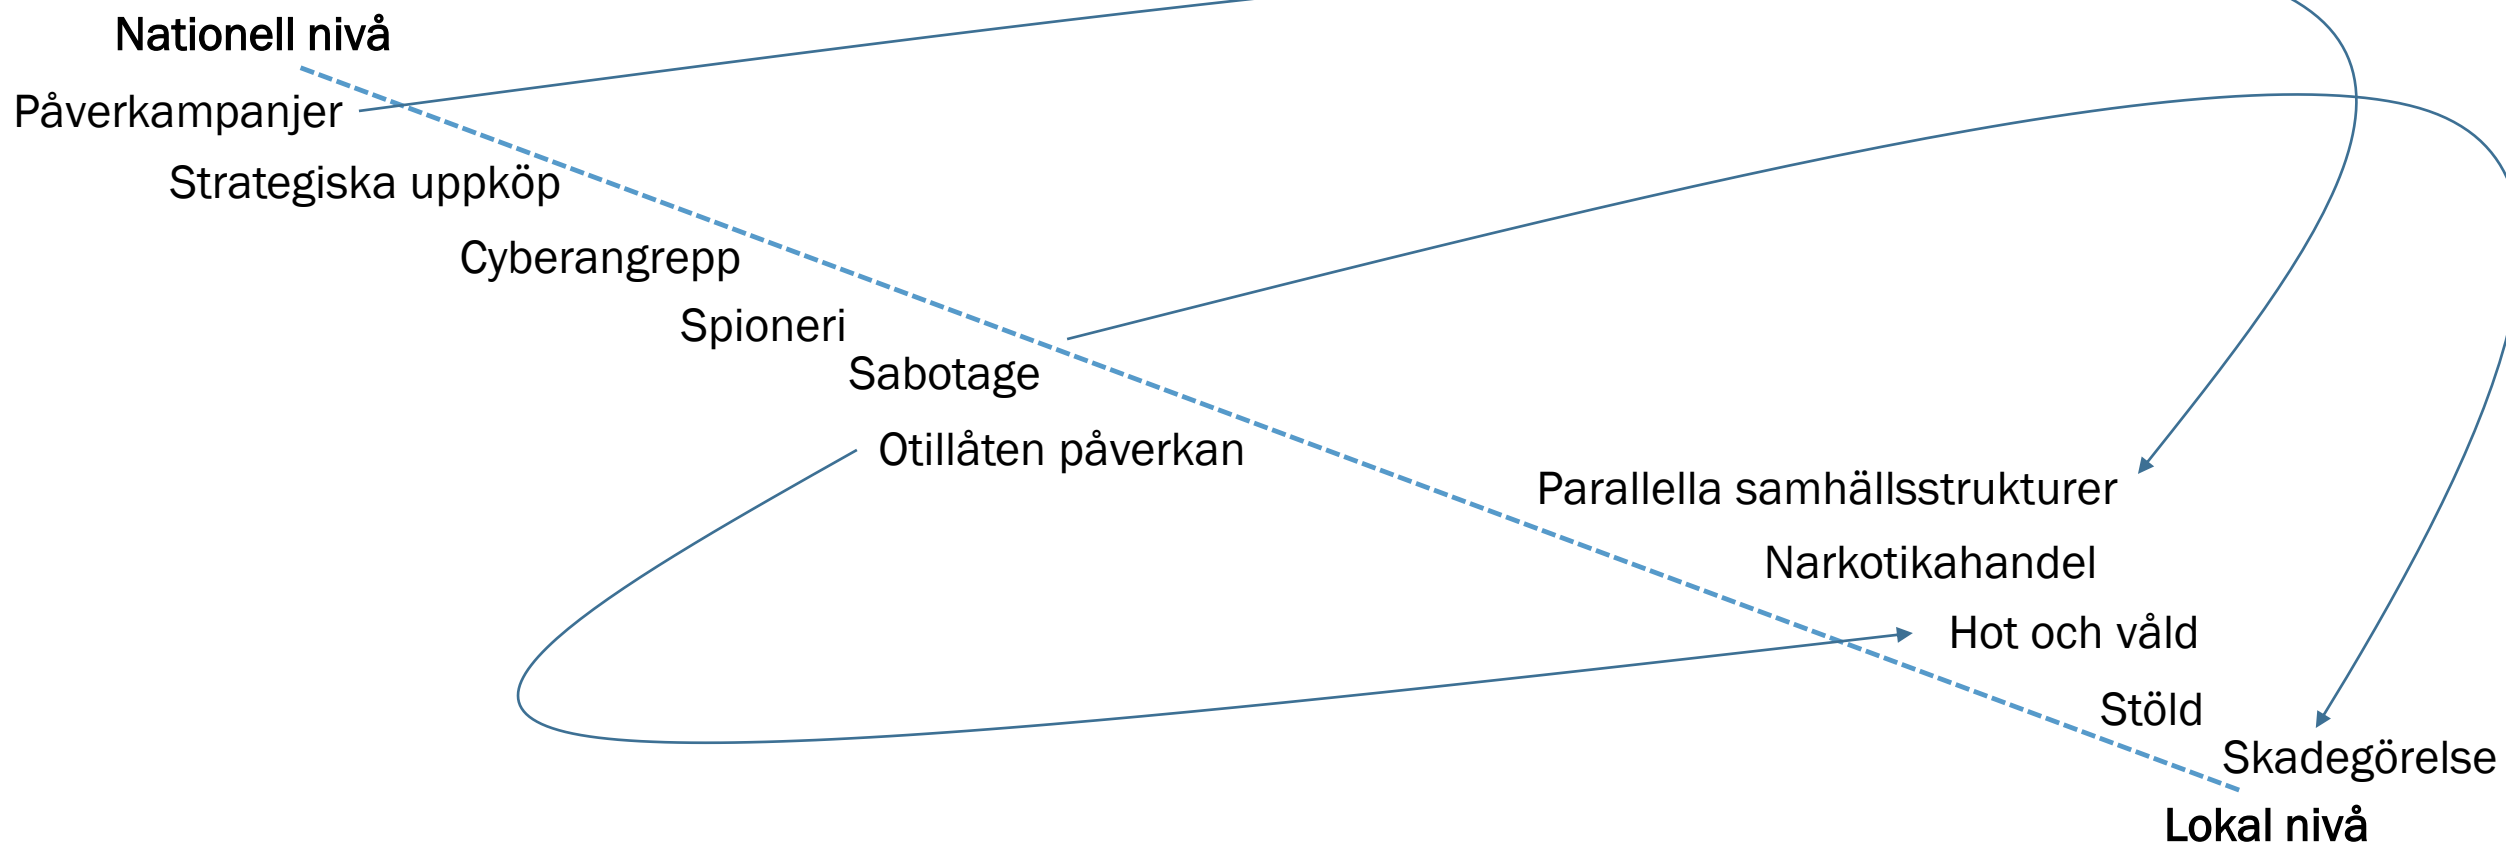 Nationell nivå
Påverkampanjer
Strategiska uppköp
Cyberangrepp
Spioneri
Sabotage
Otillåten påverkan
Parallella samhällsstrukturer
Narkotikahandel
Hot och våld
Stöld
Skadegörelse
Lokal nivå